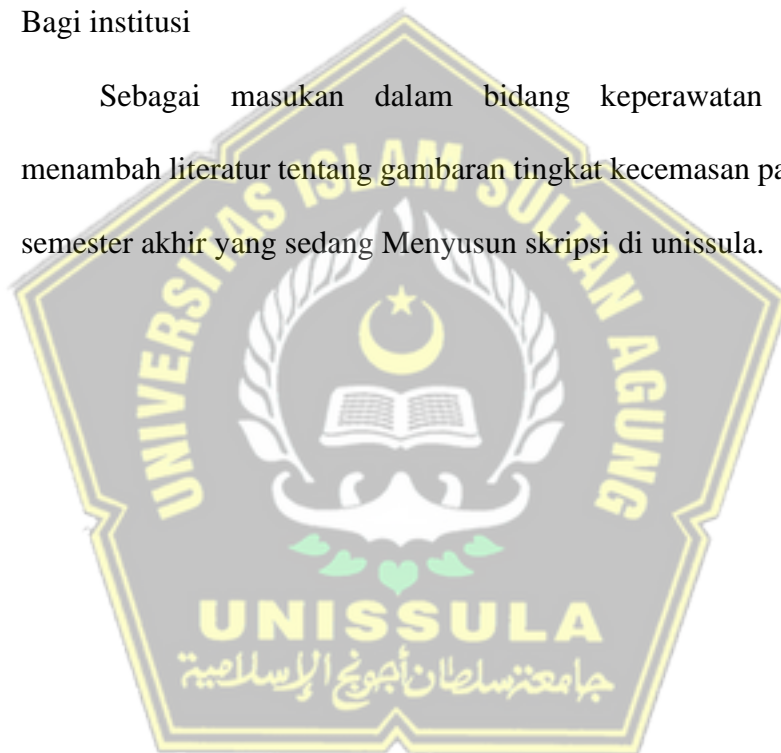 Bagi institusi
Sebagai masukan dalam bidang keperawatan
menambah literatur tentang gambaran tingkat kecemasan pa
semester akhir yang sedang Menyusun skripsi di unissula.
UNIVERSITAS ISLAM SULTAN AGUNG
UNISSULA
جامعنساطان أجونج الإسلامية